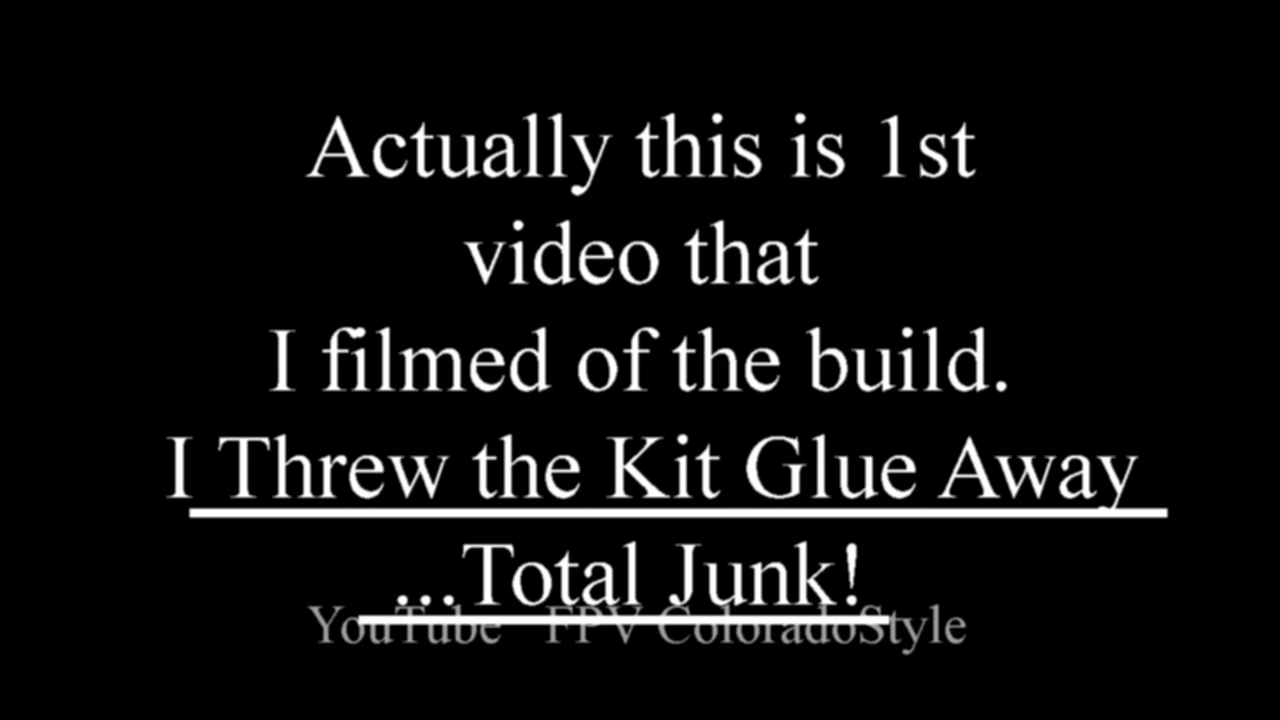 Actually this is 1st
video that
I filmed of the build.
I Threw the Kit Glue Away
...Total Junk!
YouTube FPV ColoradoStyle